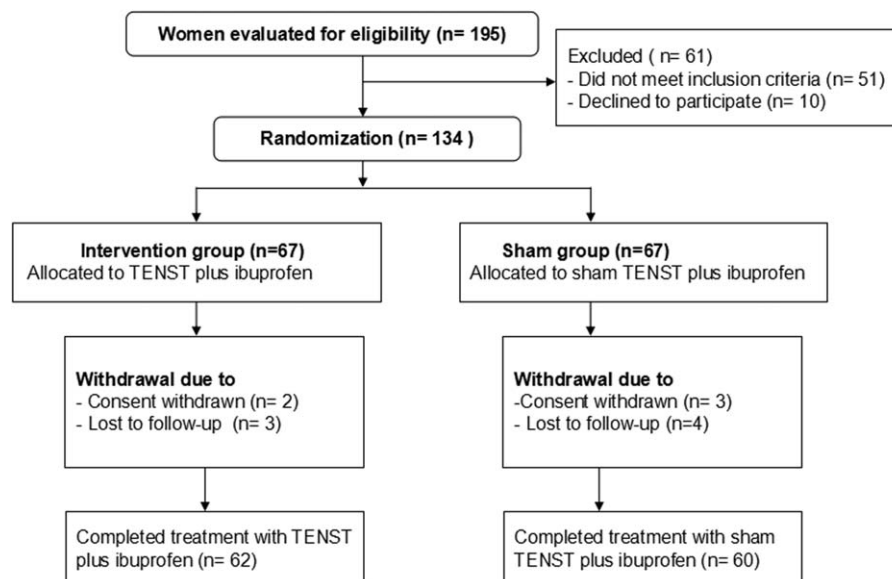 Women evaluated for eligibility (n= 195)
Excluded ( n= 61)
- Did not meet inclusion criteria (n= 51)
- Declined to participate (n= 10)
Randomization (n= 134 )
Intervention group (n=67)
Allocated to TENST plus ibuprofen
Sham group (n=67)
Allocated to sham TENST plus ibuprofen
Withdrawal due to
- Consent withdrawn (n= 2)
- Lost to follow-up  (n= 3)
Withdrawal due to
-Consent withdrawn (n= 3)
- Lost to follow-up (n=4)
Completed treatment with TENST
plus ibuprofen (n= 62)
Completed treatment with sham
TENST plus ibuprofen (n= 60)